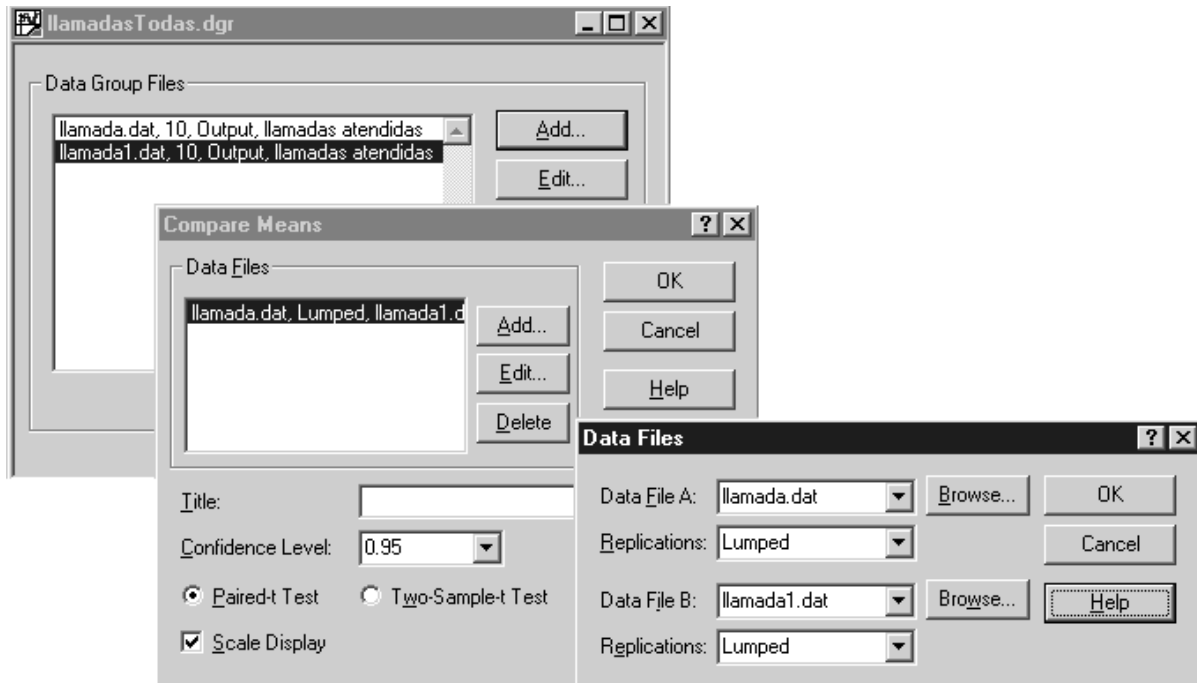 llamadasTodas.dgr
Data Group Files
llamada.dat, 10, Output, llamadas atendidas
llamada1.dat, 10, Output, llamadas atendidas
Add...
Edit...
Compare Means
Data Files
llamada.dat, Lumped, llamada1.d
Add...
Edit...
Delete
OK
Cancel
Help
Title:
Confidence Level: 0.95
Paired-t Test Two-Sample-t Test
Scale Display
Data Files
Data File A: llamada.dat Browse... OK
Replications: Lumped Cancel
Data File B: llamada1.dat Browse... Help
Replications: Lumped